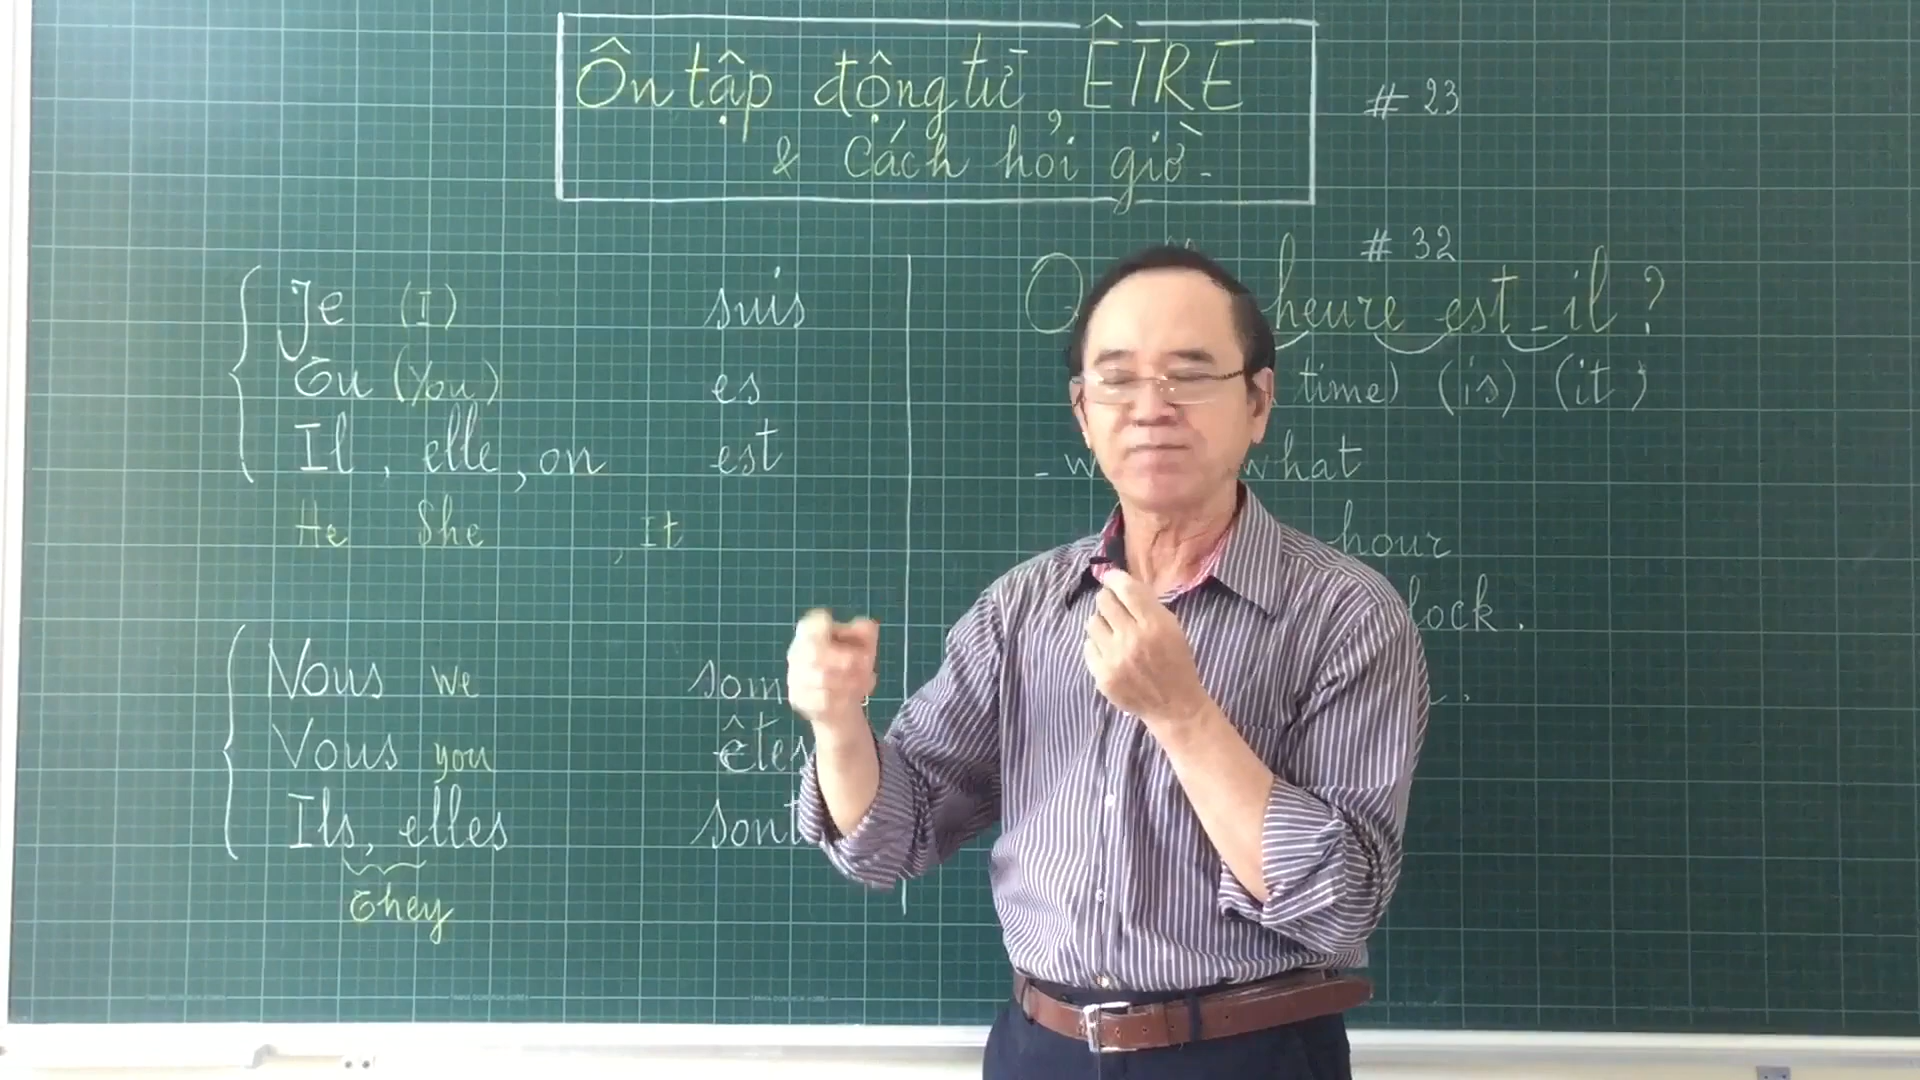 Ôn tập động từ ÊTRE
& Cách hỏi giờ.
# 23
Je (I) suis
Tu (You) es
Il, elle, on est
He She , It
Nous we
Vous you êtes
Ils, elles sont
They
# 32
heure est - il ?
time) (is) (it)
what
hour